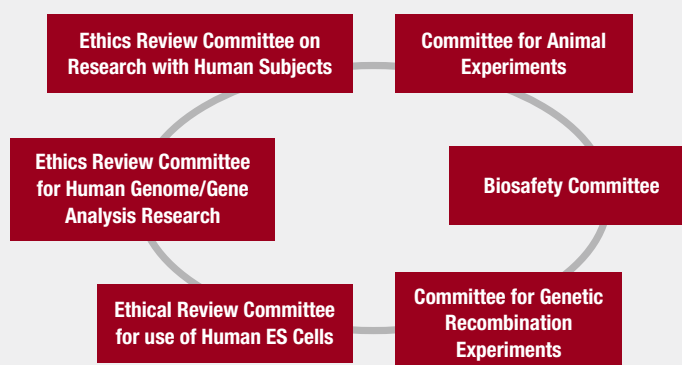 Ethics Review Committee on
Research with Human Subjects
Committee for Animal
Experiments
Ethics Review Committee
for Human Genome/Gene
Analysis Research
Biosafety Committee
Ethical Review Committee
for use of Human ES Cells
Committee for Genetic
Recombination
Experiments